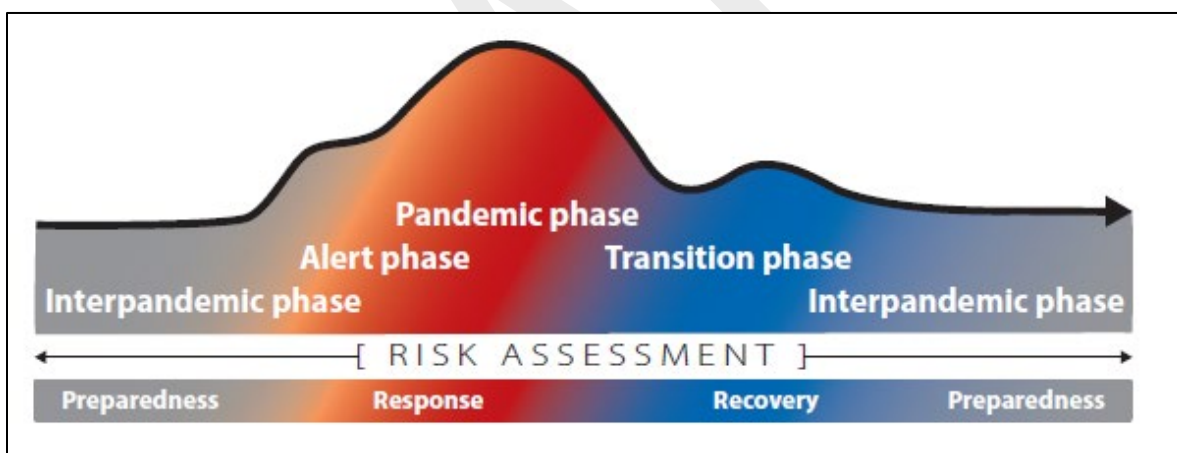 Pandemic phase
Alert phase
Transition phase
Interpandemic phase
Interpandemic phase
[ RISK ASSESSMENT ]
Preparedness
Response
Recovery
Preparedness